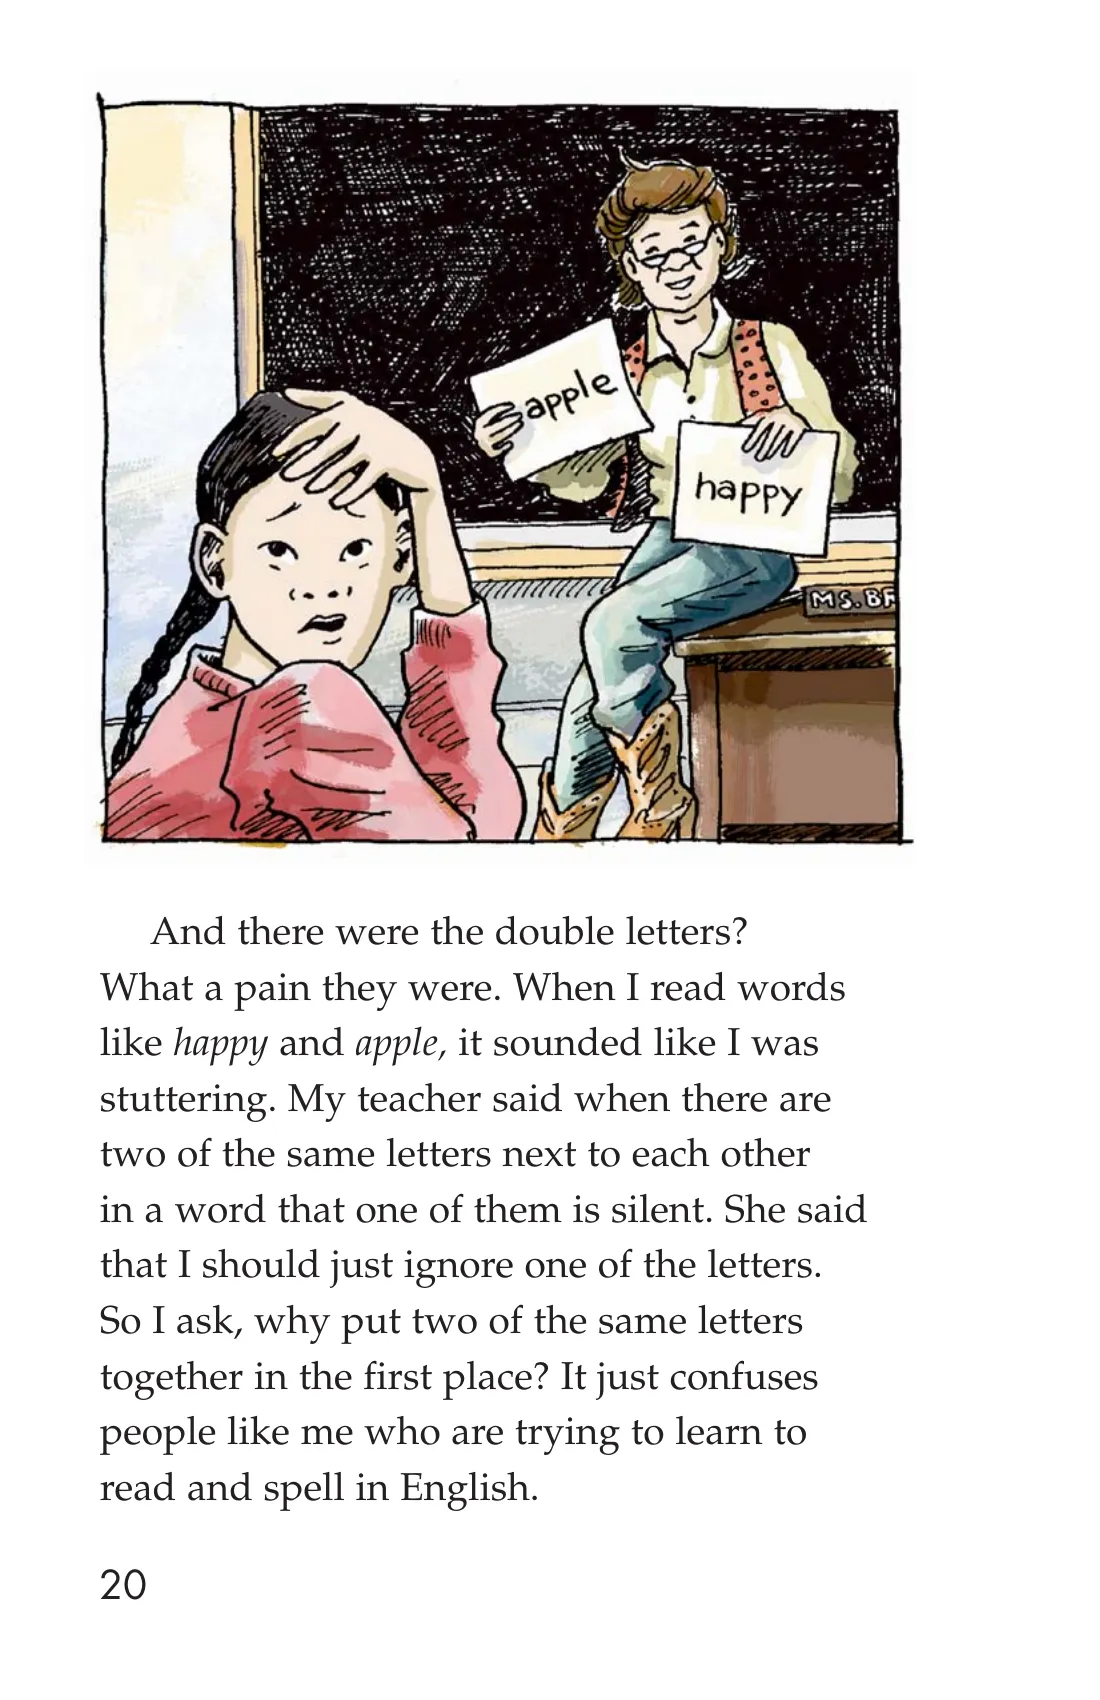 apple
happy
MS. BR
And there were the double letters?
What a pain they were. When I read words
like happy and apple, it sounded like I was
stuttering. My teacher said when there are
two of the same letters next to each other
in a word that one of them is silent. She said
that I should just ignore one of the letters.
So I ask, why put two of the same letters
together in the first place? It just confuses
people like me who are trying to learn to
read and spell in English.
20